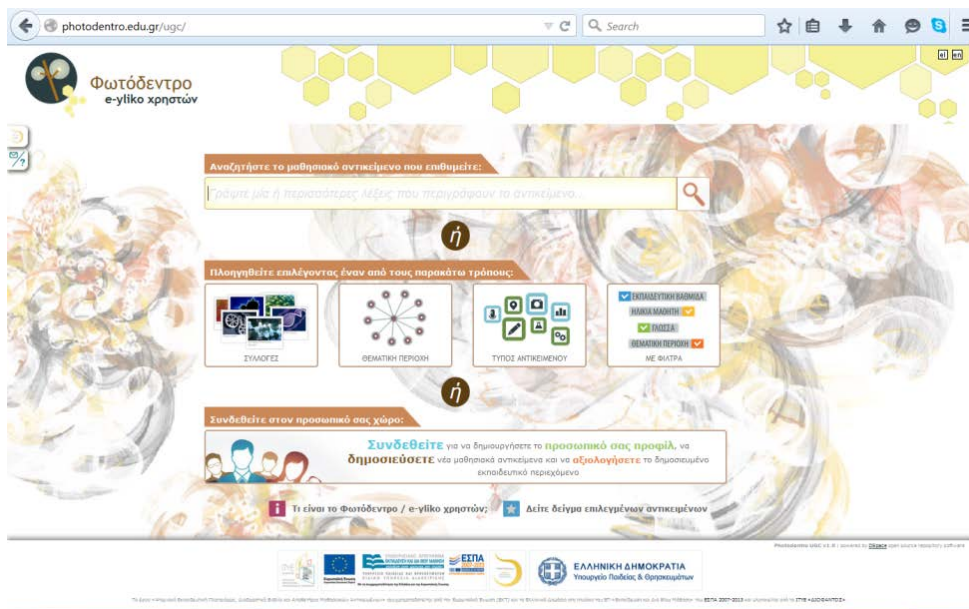 photodentro.edu.gr/ugc/
Search
Φωτόδεντρο
e-yliko χρηστών
el en
Αναζητήστε το μαθησιακό αντικείμενο που επιθυμείτε:
Γράψτε μία ή περισσότερες λέξεις που περιγράφουν το αντικείμενο...
ή
Πλοηγηθείτε επιλέγοντας έναν από τους παρακάτω τρόπους:
ΕΚΠΑΙΔΕΥΤΙΚΗ ΒΑΘΜΙΔΑ
ΗΛΙΚΙΑ ΜΑΘΗΤΗ
ΓΛΩΣΣΑ
ΘΕΜΑΤΙΚΗ ΠΕΡΙΟΧΗ
ΣΥΛΛΟΓΕΣ ΘΕΜΑΤΙΚΗ ΠΕΡΙΟΧΗ ΤΥΠΟΣ ΑΝΤΙΚΕΙΜΕΝΟΥ ΜΕ ΦΙΛΤΡΑ
ή
Συνδεθείτε στον προσωπικό σας χώρο:
Συνδεθείτε για να δημιουργήσετε το προσωπικό σας προφίλ, να
δημοσιεύσετε νέα μαθησιακά αντικείμενα και να αξιολογήσετε το δημοσιευμένο
εκπαιδευτικό περιεχόμενο
Τι είναι το Φωτόδεντρο / e-yliko χρηστών; Δείτε δείγμα επιλεγμένων αντικειμένων
ΕΣΠΑ
2007-2013
ΕΛΛΗΝΙΚΗ ΔΗΜΟΚΡΑΤΙΑ
Υπουργείο Παιδείας & Θρησκευμάτων